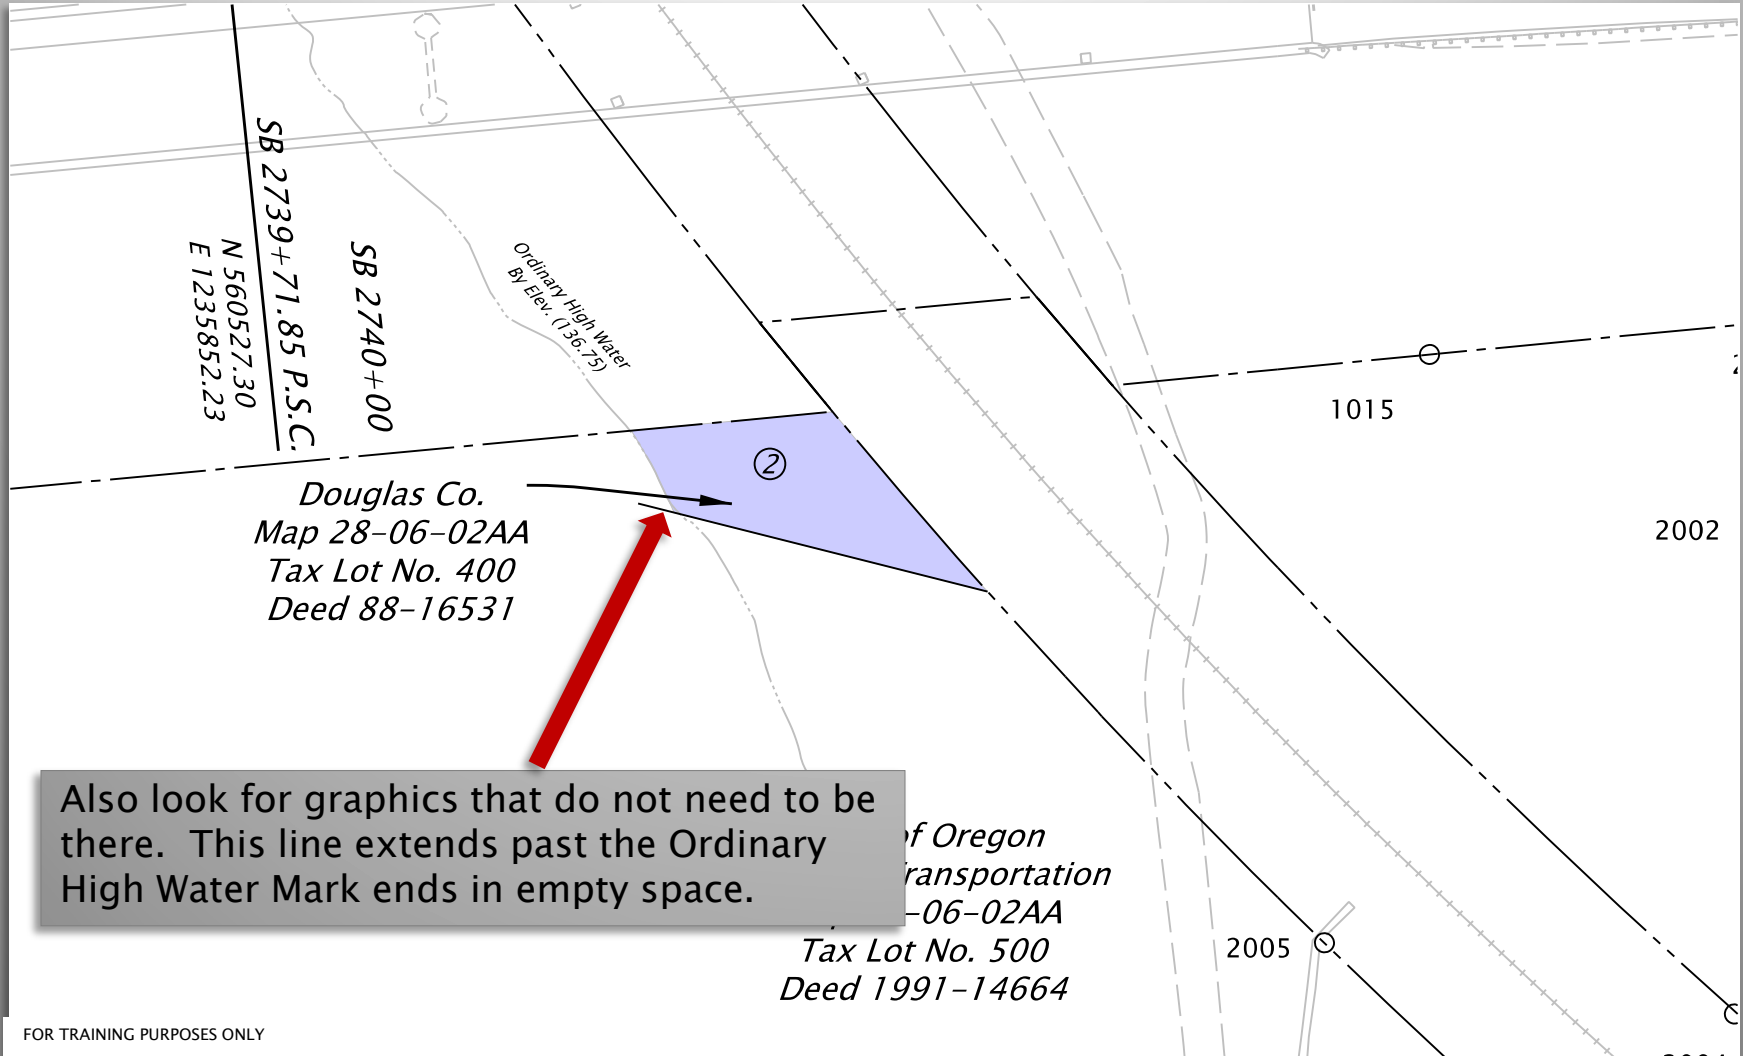 SB 2739+71.85 P.S.C.
N 560527.30
E 1235852.23
SB 2740+00
Ordinary High Water
By Elev. (136.75)
1015
2
Douglas Co.
Map 28-06-02AA
Tax Lot No. 400
Deed 88-16531
2002
Also look for graphics that do not need to be
there. This line extends past the Ordinary
High Water Mark ends in empty space.
of Oregon
ransportation
-06-02AA
Tax Lot No. 500
Deed 1991-14664
2005
FOR TRAINING PURPOSES ONLY